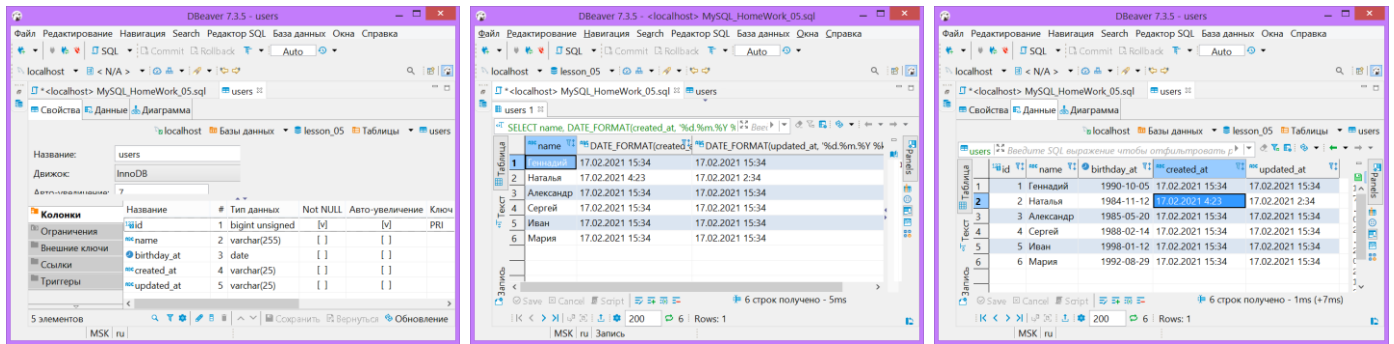 DBeaver 7.3.5 - users
Файл Редактирование Навигация Search Редактор SQL База данных Окна Справка
SQL Commit Rollback T Auto
localhost < N/A >
*<localhost> MySQL_HomeWork_05.sql users
Свойства Данные Диаграмма
localhost Базы данных lesson_05 Таблицы users
Название: users
Движок: InnoDB
Авто-увеличение: 7
Колонки
Ограничения
Внешние ключи
Ссылки
Триггеры
Название # Тип данных Not NULL Авто-увеличение Ключ
id 1 bigint unsigned [v] [v] PRI
name 2 varchar(255) [ ] [ ]
birthday_at 3 date [ ] [ ]
created_at 4 varchar(25) [ ] [ ]
updated_at 5 varchar(25) [ ] [ ]
5 элементов Сохранить Вернуться Обновление
MSK ru
DBeaver 7.3.5 - <localhost> MySQL_HomeWork_05.sql
Файл Редактирование Навигация Search Редактор SQL База данных Окна Справка
SQL Commit Rollback T Auto
localhost lesson_05
*<localhost> MySQL_HomeWork_05.sql users
users 1
SELECT name, DATE_FORMAT(created_at, '%d.%m.%Y %
name DATE_FORMAT(created_ DATE_FORMAT(updated_at, '%d.%m.%Y %
1 Геннадий 17.02.2021 15:34 17.02.2021 15:34
2 Наталья 17.02.2021 4:23 17.02.2021 2:34
3 Александр 17.02.2021 15:34 17.02.2021 15:34
4 Сергей 17.02.2021 15:34 17.02.2021 15:34
5 Иван 17.02.2021 15:34 17.02.2021 15:34
6 Мария 17.02.2021 15:34 17.02.2021 15:34
Таблица
Текст
Запись
Panels
Save Cancel Script 6 строк получено - 5ms
200 6 Rows: 1
MSK ru Запись
DBeaver 7.3.5 - users
Файл Редактирование Навигация Search Редактор SQL База данных Окна Справка
SQL Commit Rollback T Auto
localhost < N/A >
*<localhost> MySQL_HomeWork_05.sql users
Свойства Данные Диаграмма
localhost Базы данных lesson_05 Таблицы users
users Введите SQL выражение чтобы отфильтровать р
id name birthday_at created_at updated_at
1 1 Геннадий 1990-10-05 17.02.2021 15:34 17.02.2021 15:34
2 2 Наталья 1984-11-12 17.02.2021 4:23 17.02.2021 2:34
3 3 Александр 1985-05-20 17.02.2021 15:34 17.02.2021 15:34
4 4 Сергей 1988-02-14 17.02.2021 15:34 17.02.2021 15:34
5 5 Иван 1998-01-12 17.02.2021 15:34 17.02.2021 15:34
6 6 Мария 1992-08-29 17.02.2021 15:34 17.02.2021 15:34
Таблица
Текст
Запись
Panels
Save Cancel Script 6 строк получено - 1ms (+7ms)
200 6 Rows: 1
MSK ru